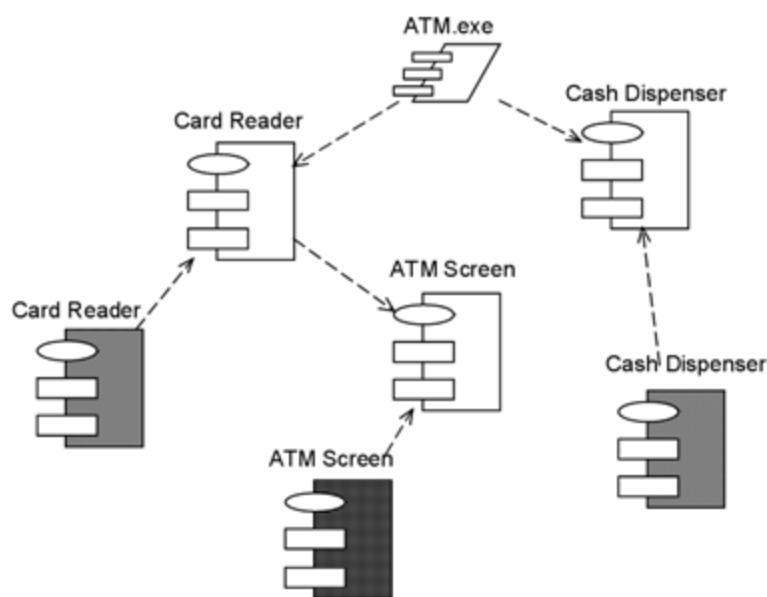 ATM.exe
Cash Dispenser
Card Reader
ATM Screen
Card Reader
Cash Dispenser
ATM Screen